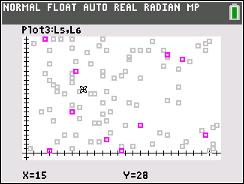 NORMAL FLOAT AUTO REAL RADIAN MP
Plot3:L5,L6
X=15 Y=28